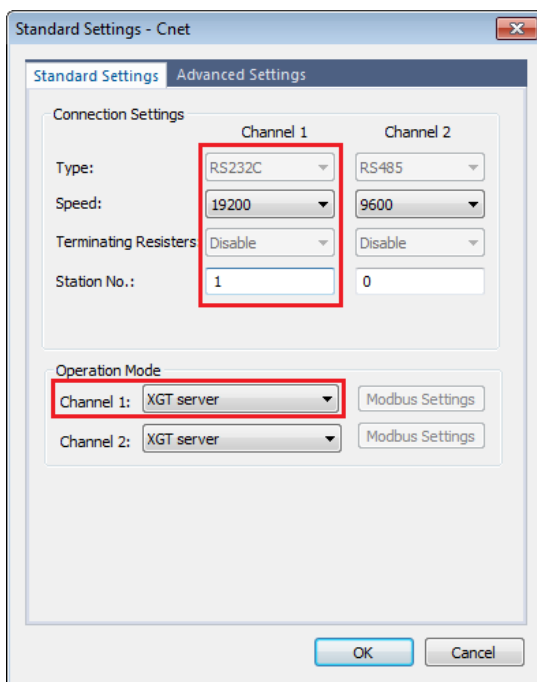 Standard Settings - Cnet
Standard Settings Advanced Settings
Connection Settings
Channel 1 Channel 2
Type: RS232C RS485
Speed: 19200 9600
Terminating Resisters: Disable Disable
Station No.: 1 0
Operation Mode
Channel 1: XGT server Modbus Settings
Channel 2: XGT server Modbus Settings
OK Cancel